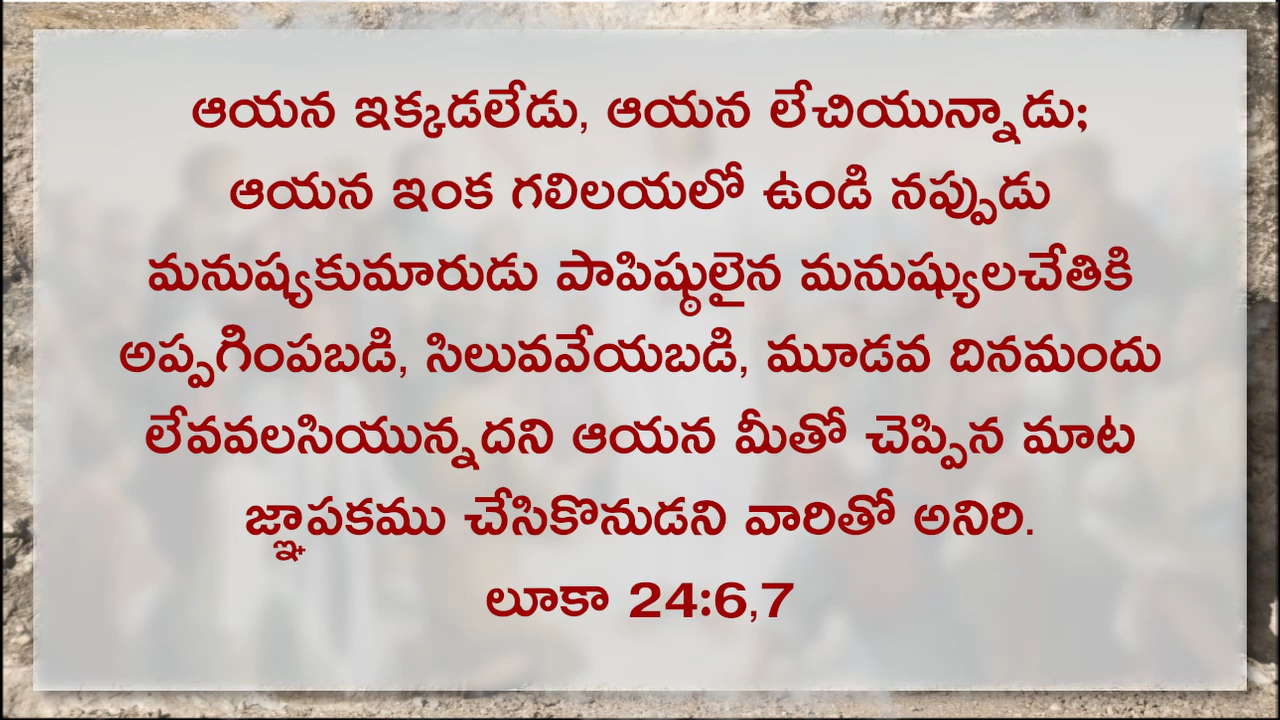 ఆయన ఇక్కడలేడు, ఆయన లేచియున్నాడు;
ఆయన ఇంక గలిలయలో ఉండి నప్పుడు
మనుష్యకుమారుడు పాపిష్ఠులైన మనుష్యులచేతికి
అప్పగింపబడి, సిలువవేయబడి, మూడవ దినమందు
లేవవలసియున్నదని ఆయన మీతో చెప్పిన మాట
జ్ఞాపకము చేసికొనుడని వారితో అనిరి.
లూకా 24:6,7